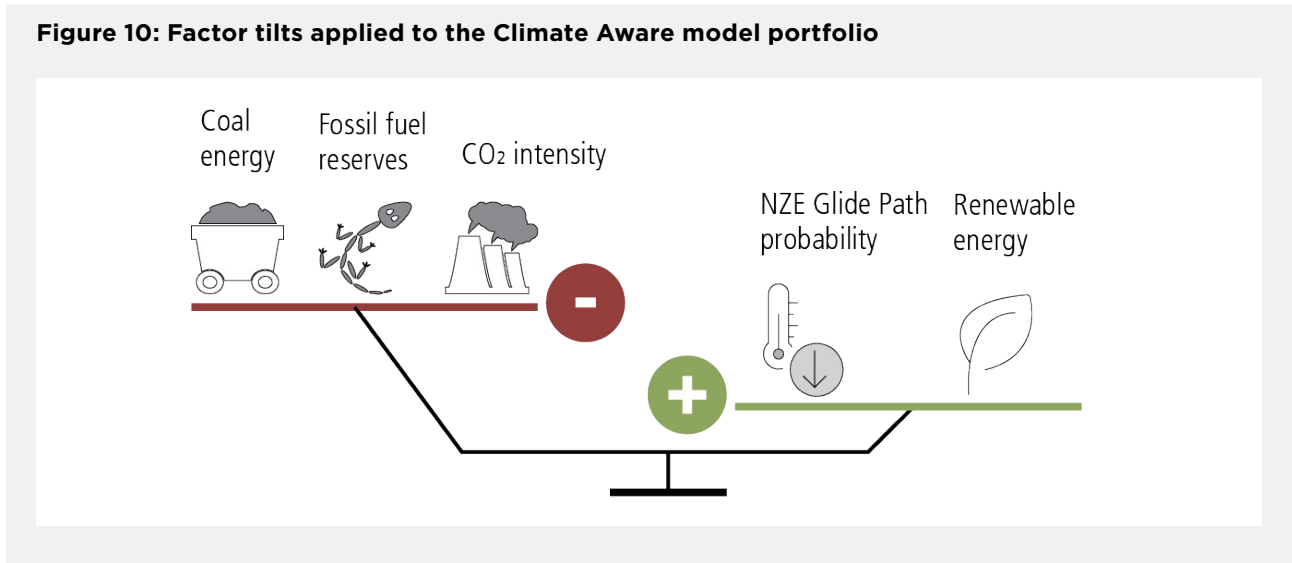 Figure 10: Factor tilts applied to the Climate Aware model portfolio
Coal
energy
Fossil fuel
reserves
CO₂ intensity
NZE Glide Path
probability
Renewable
energy
-
+